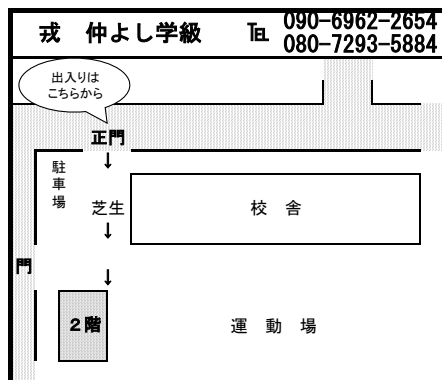 戎 仲よし学級 ℡ 090-6962-2654
080-7293-5884
出入りは
こちらから
正門
↓
駐車場
芝生
校 舎
↓
門
↓
2階
運 動 場